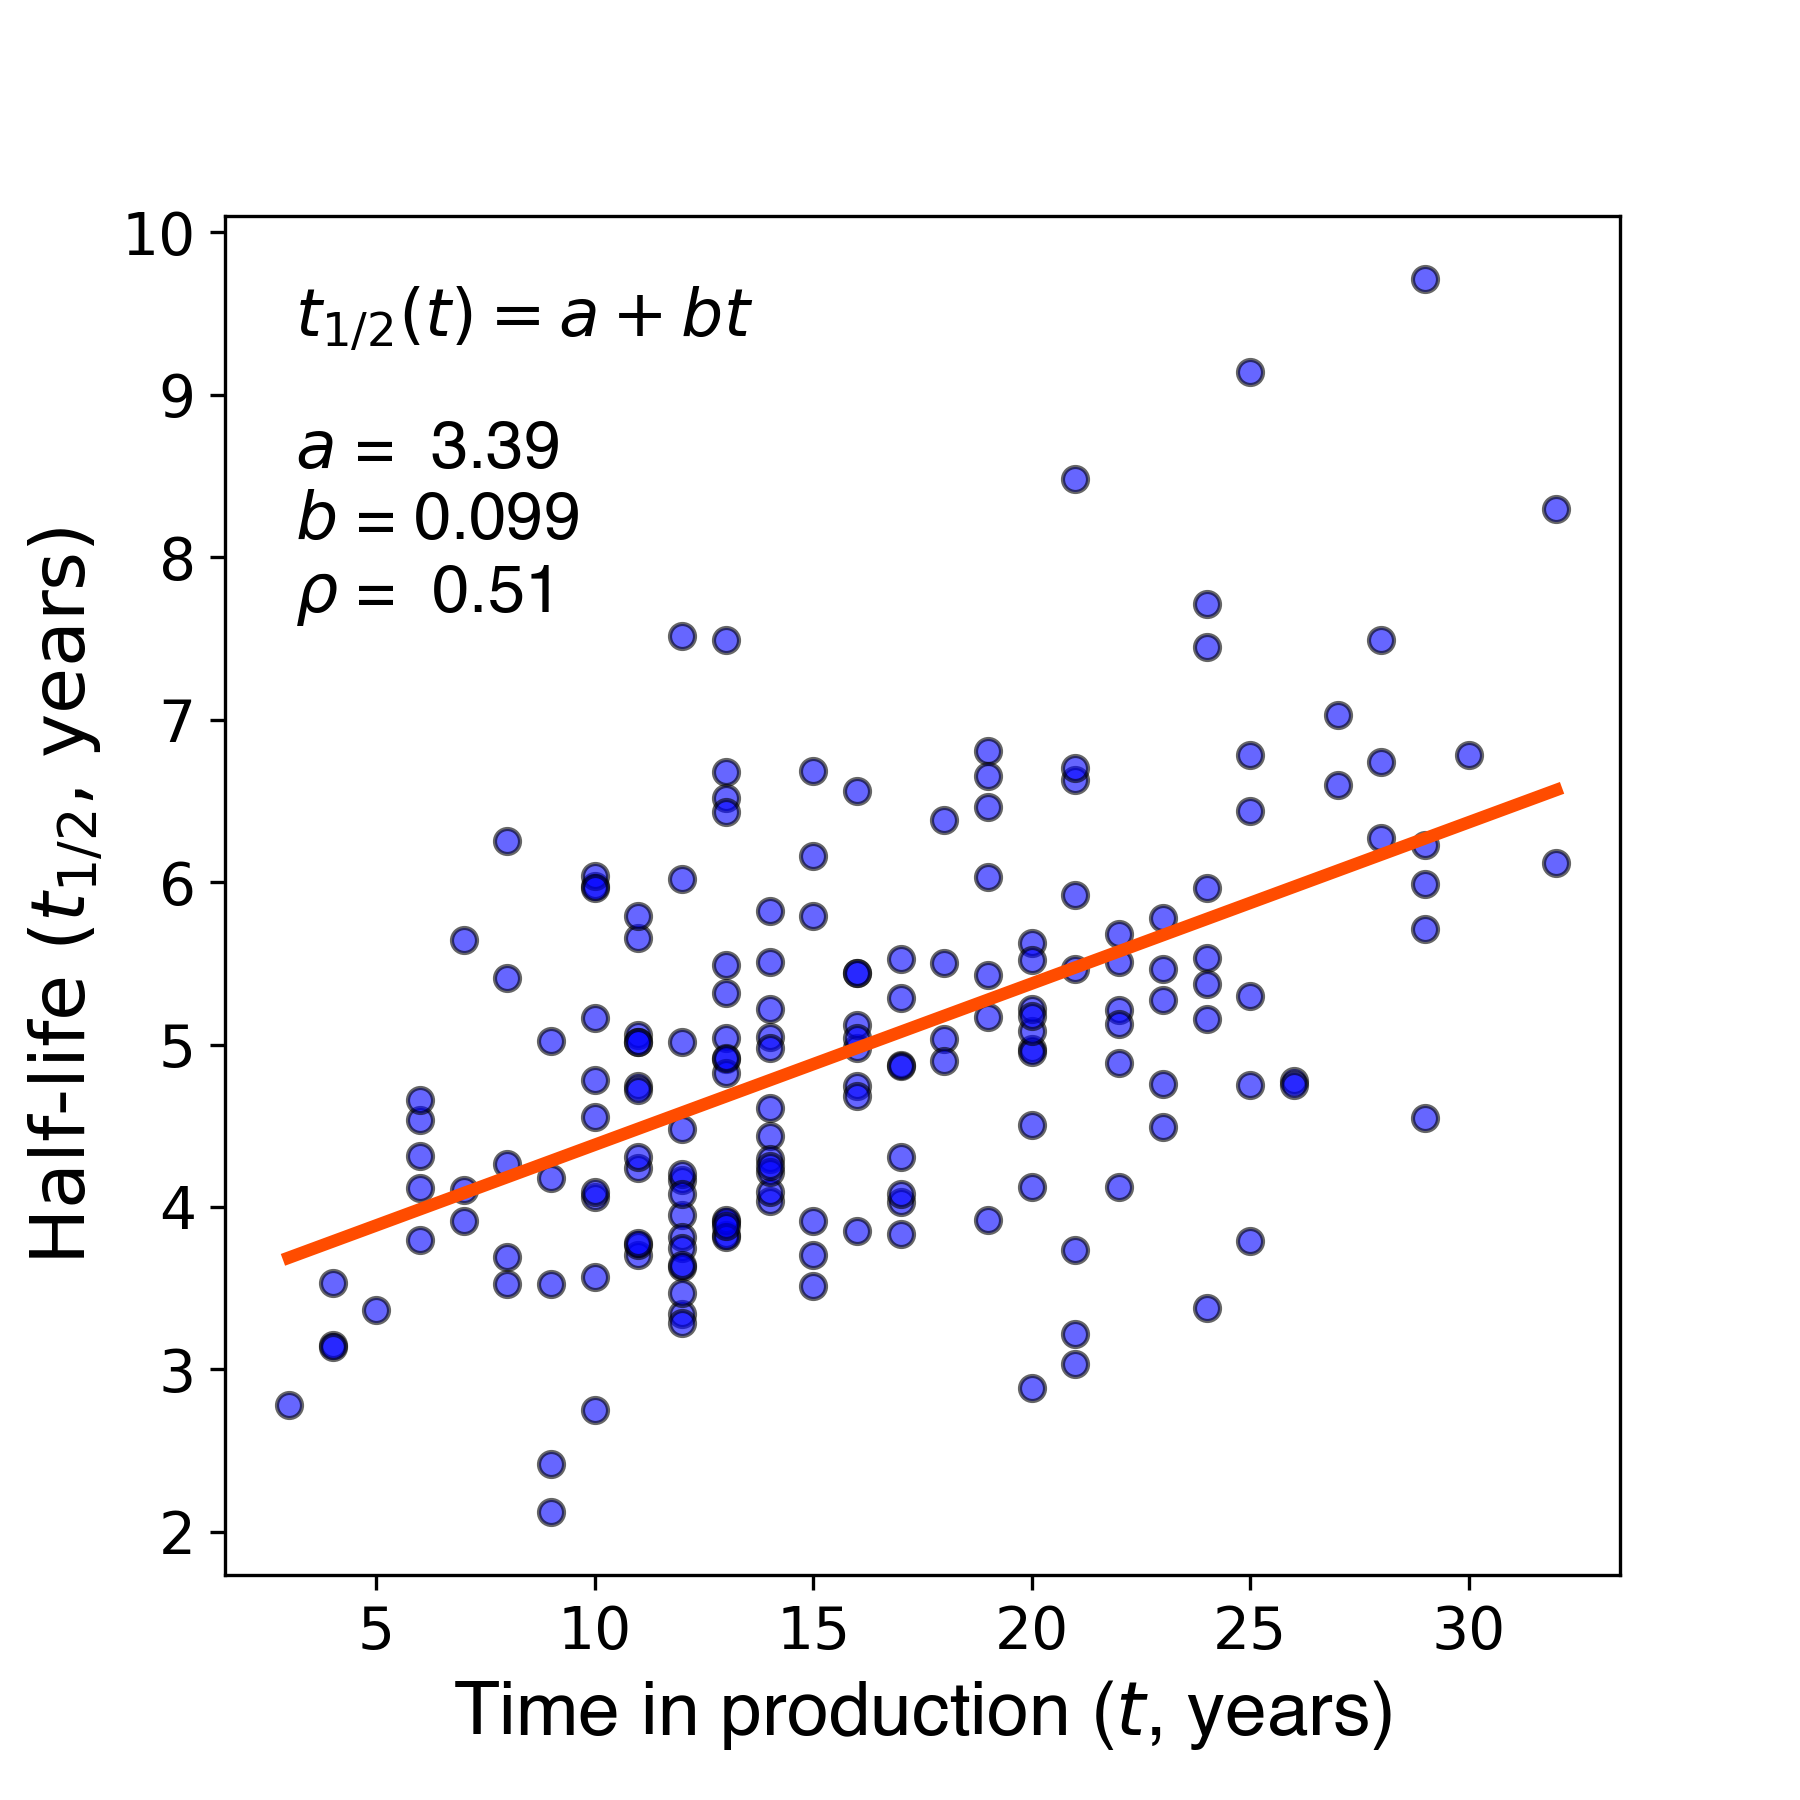 10
9
8
7
6
5
4
3
2
Half-life (t1/2, years)
t1/2(t) = a + bt
a = 3.39
b = 0.099
ρ = 0.51
5 10 15 20 25 30
Time in production (t, years)